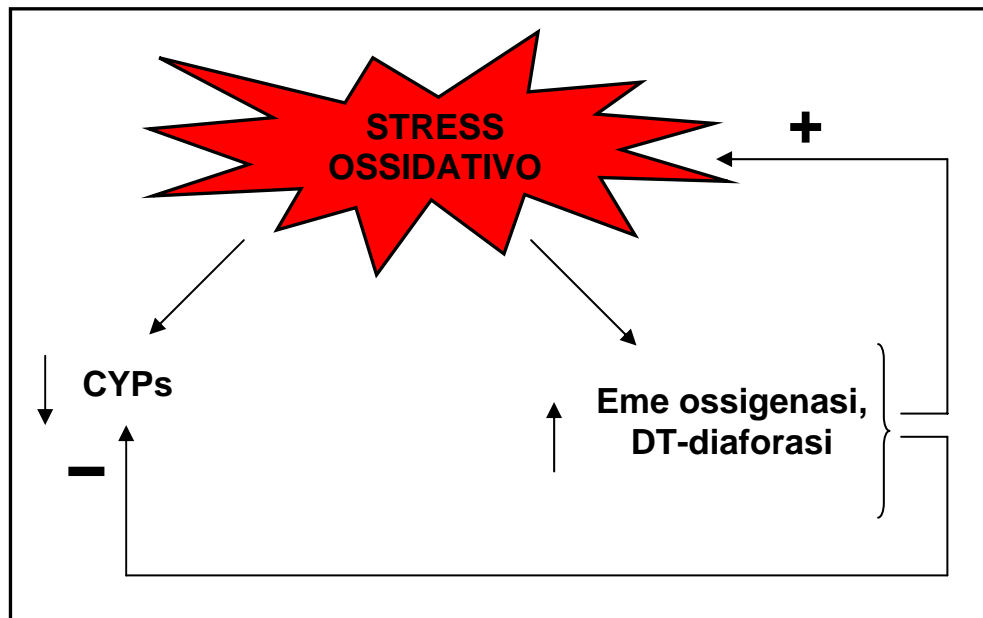 STRESS
OSSIDATIVO
+
CYPs
–
Eme ossigenasi,
DT-diaforasi